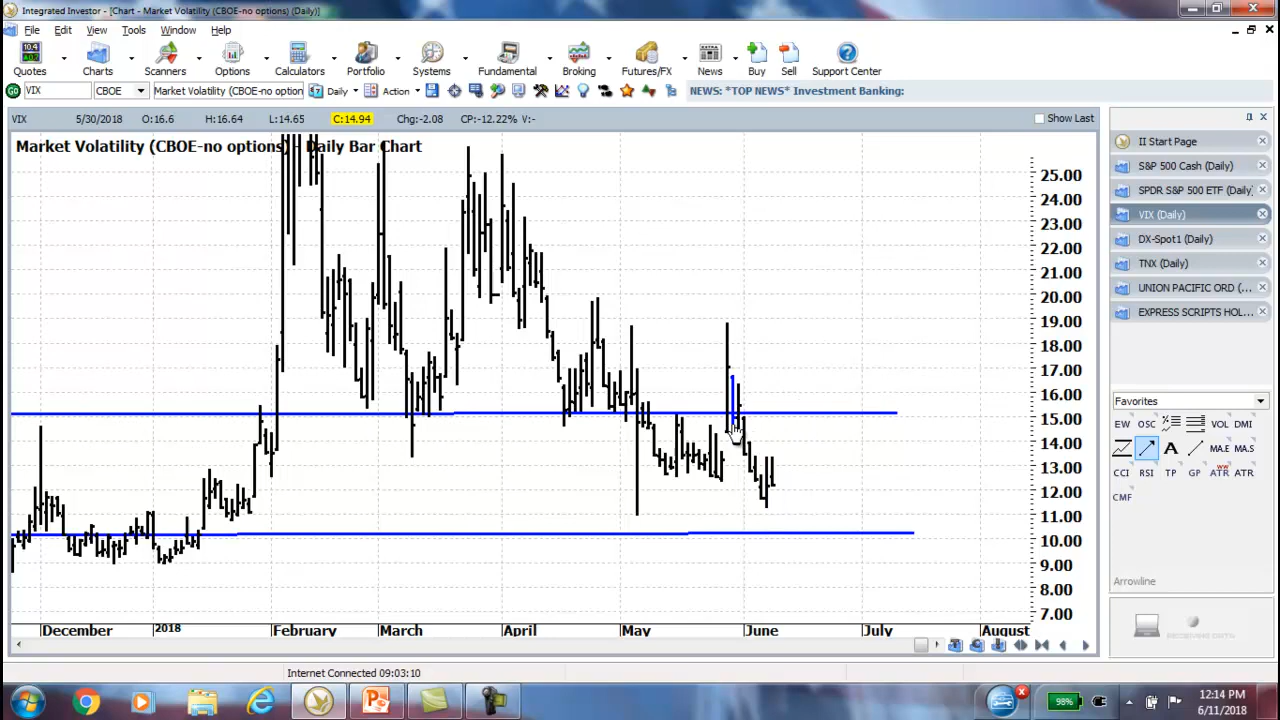 Integrated Investor - [Chart - Market Volatility (CBOE-no options) (Daily)]
File Edit View Tools Window Help
Quotes Charts Scanners Options Calculators Portfolio Systems Fundamental Broking Futures/FX News Buy Sell Support Center
VIX CBOE Market Volatility (CBOE-no option Daily Action NEWS: *TOP NEWS* Investment Banking:
VIX 5/30/2018 O:16.6 H:16.64 L:14.65 C:14.94 Chg:-2.08 CP:-12.22% V:- Show Last
Market Volatility (CBOE-no options) - Daily Bar Chart
25.00
24.00
23.00
22.00
21.00
20.00
19.00
18.00
17.00
16.00
15.00
14.00
13.00
12.00
11.00
10.00
9.00
8.00
7.00
December 2018 February March April May June July August
II Start Page
S&P 500 Cash (Daily)
SPDR S&P 500 ETF (Daily)
VIX (Daily)
DX-Spot1 (Daily)
TNX (Daily)
UNION PACIFIC ORD (...
EXPRESS SCRIPTS HOL...
Favorites
EW OSC VOL DMI
A MA.E MA.S
CCI RSI TP GP ATR ATR
CMF
Arrowline
RECEIVING DATA
Internet Connected 09:03:10
98% 12:14 PM
6/11/2018